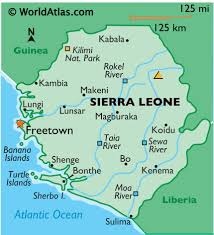 © WorldAtlas.com
125 mi
125 km
Guinea
Kabala
Kilimi
Nat. Park
Rokel
River
Kambia
Makeni
Lungi
Lunsar
SIERRA LEONE
Magburaka
Freetown
Taia
River
Koidu
Sewa
River
Banana
Islands
Shenge
Bo
Kenema
Turtle
Islands
Bonthe
Moa
River
Sherbo I.
Liberia
Atlantic Ocean
Sulima